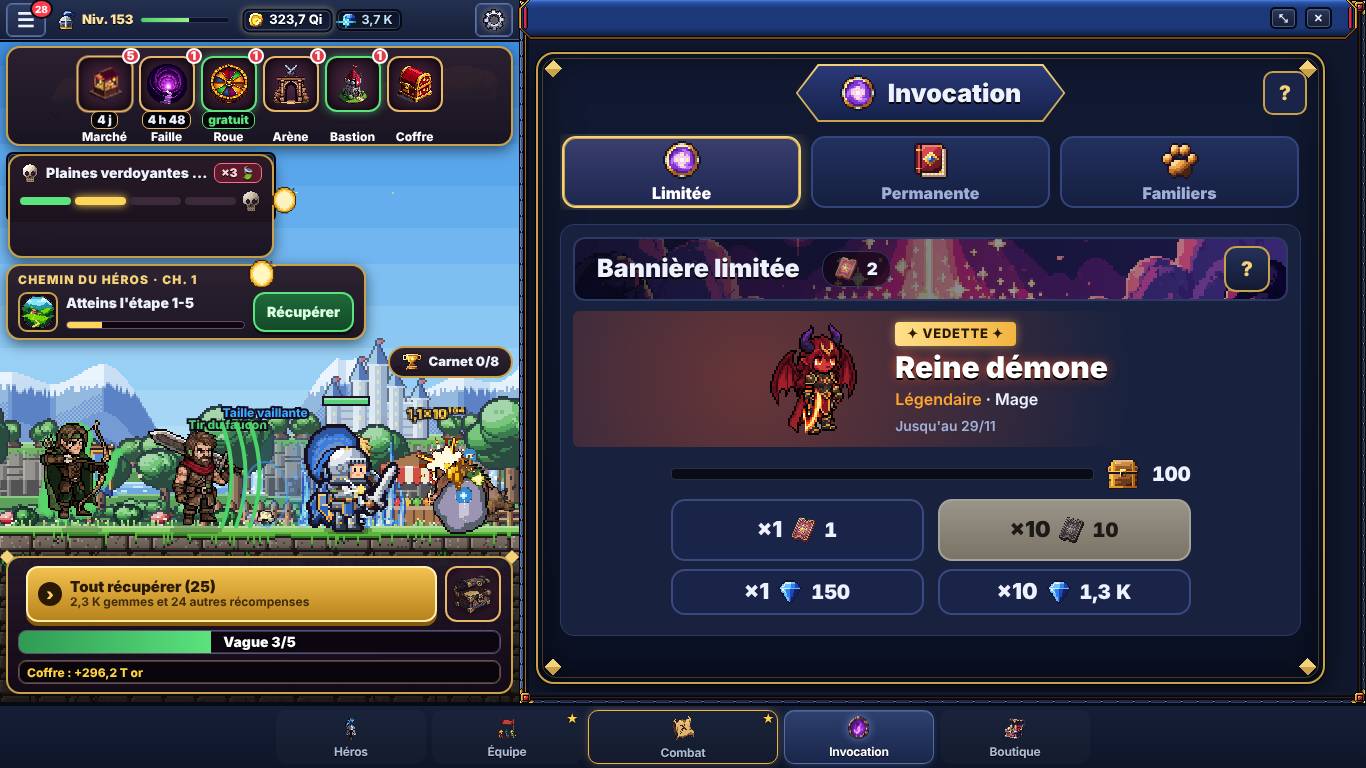 28
Niv. 153
323,7 Qi
3,7 K
5
1
1
1
1
4 j
4 h 48
gratuit
Marché
Faille
Roue
Arène
Bastion
Coffre
Plaines verdoyantes ...
×3
CHEMIN DU HÉROS · CH. 1
Atteins l'étape 1-5
Récupérer
Carnet 0/8
Taille vaillante
Tir du faucon
Tout récupérer (25)
2,3 K gemmes et 24 autres récompenses
Vague 3/5
Coffre : +296,2 T or
Invocation
?
Limitée
Permanente
Familiers
Bannière limitée
2
?
✦ VEDETTE ✦
Reine démone
Légendaire · Mage
Jusqu'au 29/11
100
×1 1
×10 10
×1 150
×10 1,3 K
Héros
Équipe
Combat
Invocation
Boutique